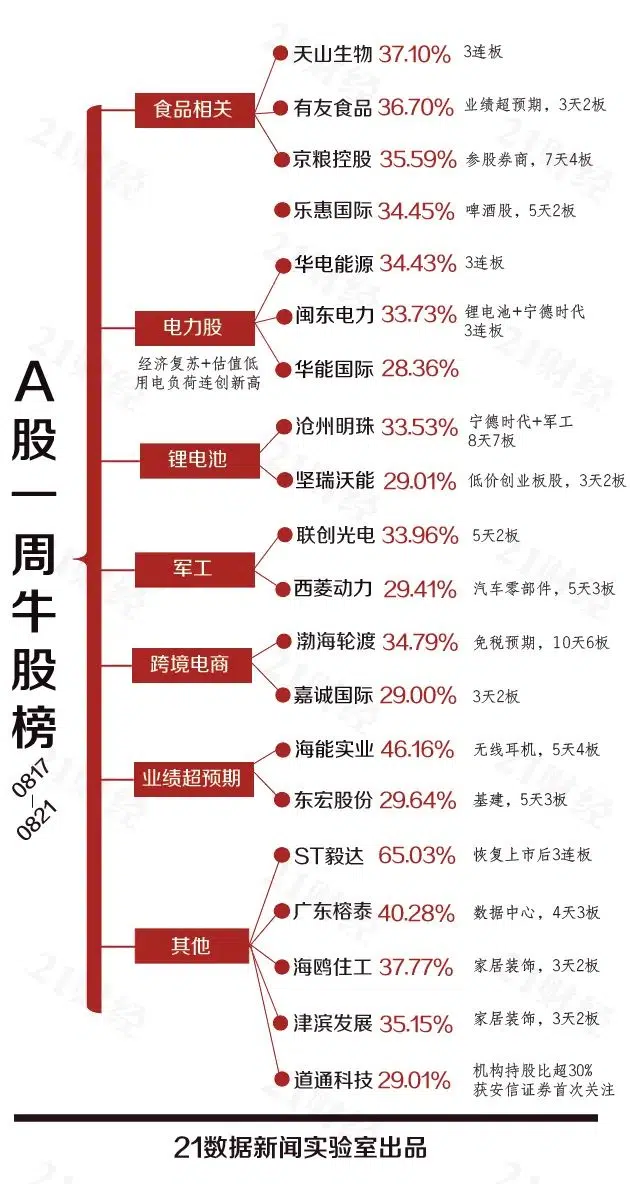 A股一周牛股榜
0817
—
0821
食品相关
天山生物 37.10% 3连板
有友食品 36.70% 业绩超预期，3天2板
京粮控股 35.59% 参股券商，7天4板
乐惠国际 34.45% 啤酒股，5天2板
电力股
经济复苏+估值低
用电负荷连创新高
华电能源 34.43% 3连板
闽东电力 33.73% 锂电池+宁德时代
3连板
华能国际 28.36%
锂电池
沧州明珠 33.53% 宁德时代+军工
8天7板
坚瑞沃能 29.01% 低价创业板股，3天2板
军工
联创光电 33.96% 5天2板
西菱动力 29.41% 汽车零部件，5天3板
跨境电商
渤海轮渡 34.79% 免税预期，10天6板
嘉诚国际 29.00% 3天2板
业绩超预期
海能实业 46.16% 无线耳机，5天4板
东宏股份 29.64% 基建，5天3板
其他
ST毅达 65.03% 恢复上市后3连板
广东榕泰 40.28% 数据中心，4天3板
海鸥住工 37.77% 家居装饰，3天2板
津滨发展 35.15% 家居装饰，3天2板
道通科技 29.01% 机构持股比超30%
获安信证券首次关注
21数据新闻实验室出品
21财经